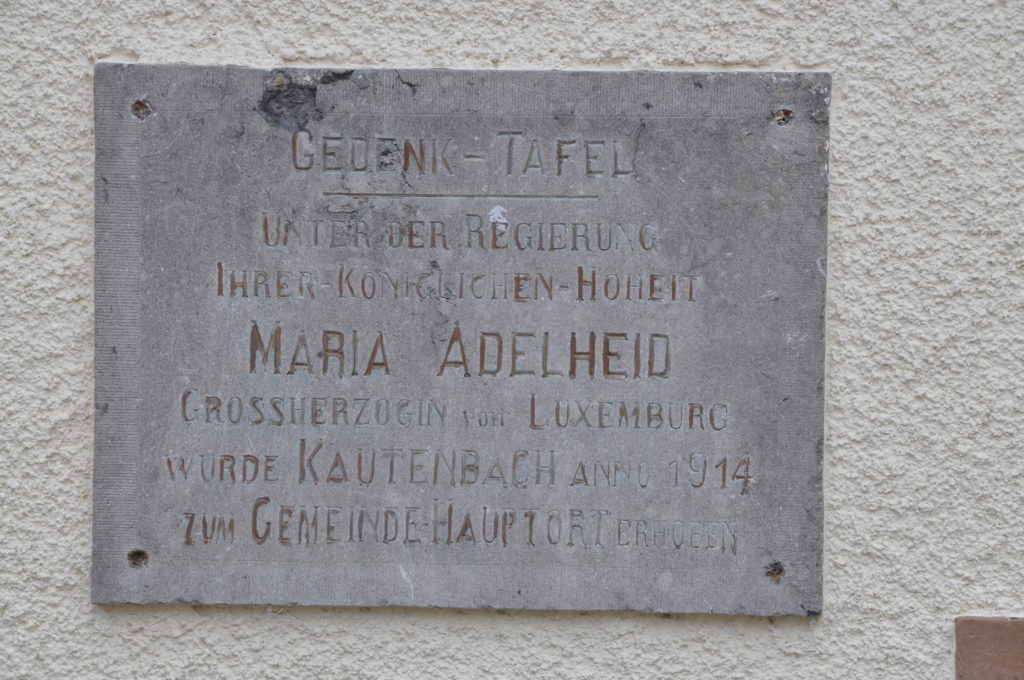 GEDENK-TAFEL
UNTER DER REGIERUNG
IHRER-KÖNIGLICHEN-HOHEIT
MARIA ADELHEID
GROSSHERZOGIN von LUXEMBURG
WURDE KAUTENBACH ANNO 1914
ZUM GEMEINDE-HAUPTORT ERHOBEN